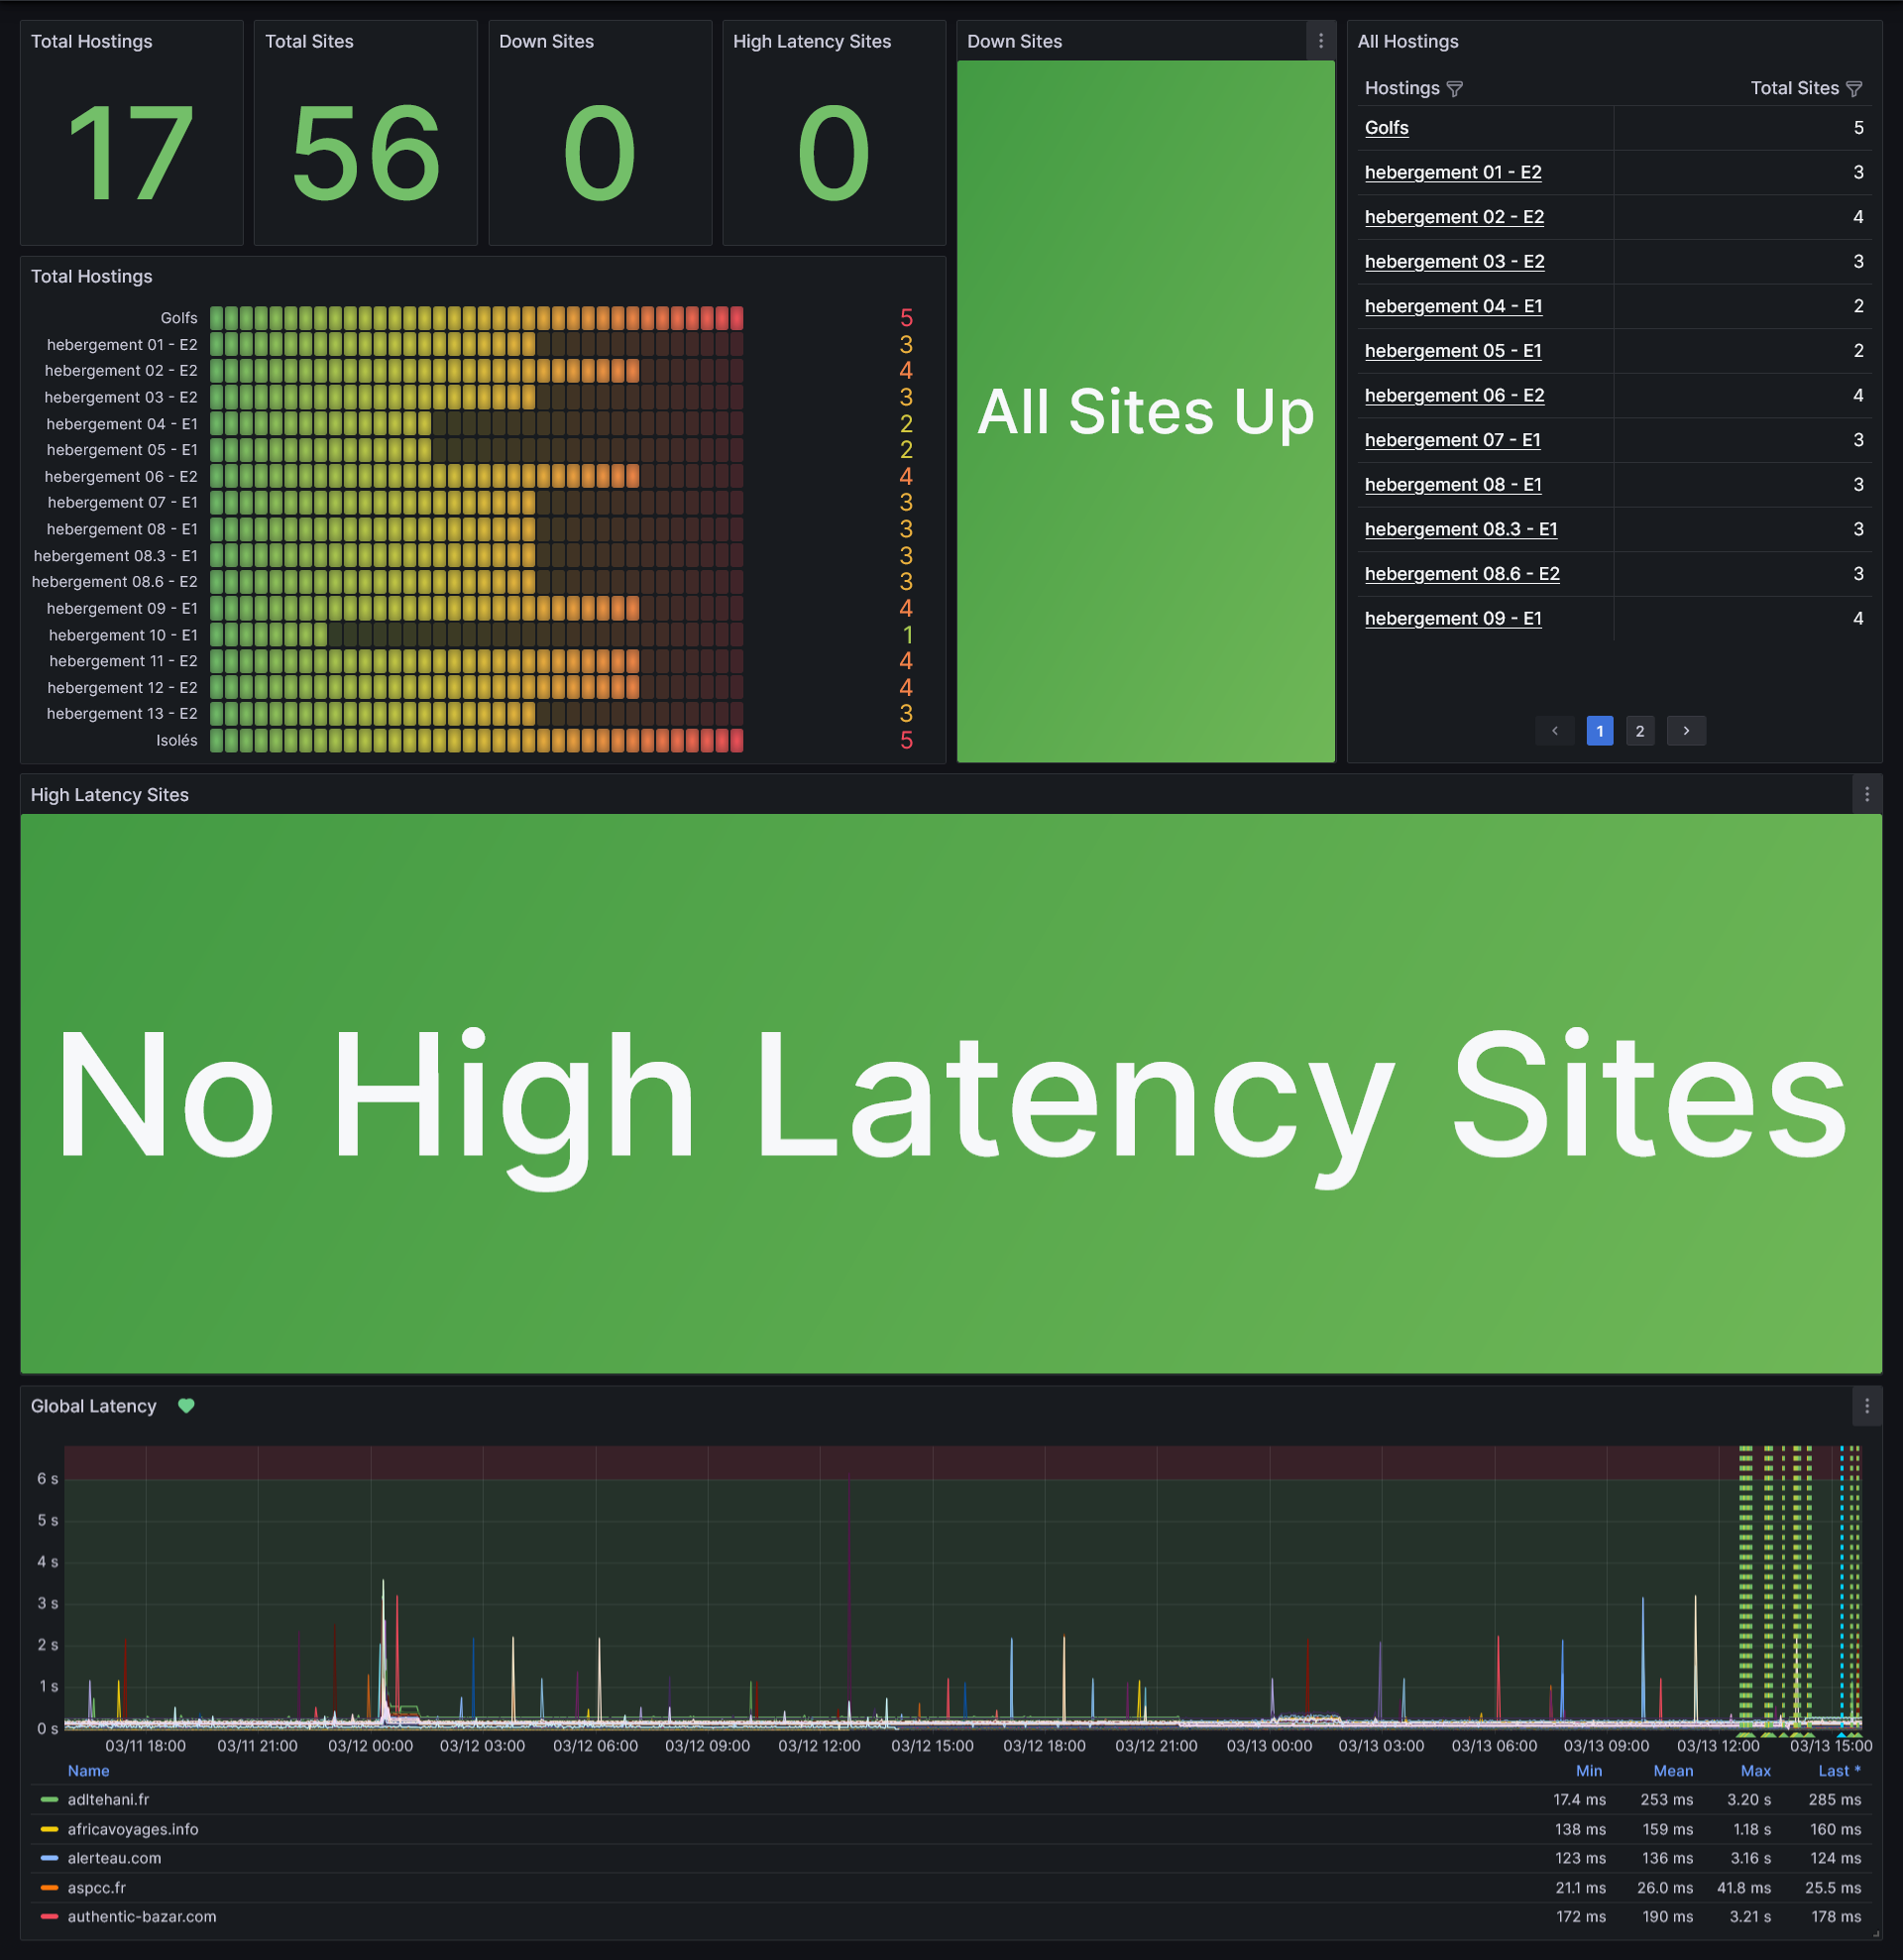 Total Hostings
17
Total Sites
56
Down Sites
0
High Latency Sites
0
Total Hostings
Golfs 5
hebergement 01 - E2 3
hebergement 02 - E2 4
hebergement 03 - E2 3
hebergement 04 - E1 2
hebergement 05 - E1 2
hebergement 06 - E2 4
hebergement 07 - E1 3
hebergement 08 - E1 3
hebergement 08.3 - E1 3
hebergement 08.6 - E2 3
hebergement 09 - E1 4
hebergement 10 - E1 1
hebergement 11 - E2 4
hebergement 12 - E2 4
hebergement 13 - E2 3
Isolés 5
Down Sites
All Sites Up
All Hostings
Hostings Total Sites
Golfs 5
hebergement 01 - E2 3
hebergement 02 - E2 4
hebergement 03 - E2 3
hebergement 04 - E1 2
hebergement 05 - E1 2
hebergement 06 - E2 4
hebergement 07 - E1 3
hebergement 08 - E1 3
hebergement 08.3 - E1 3
hebergement 08.6 - E2 3
hebergement 09 - E1 4
‹ 1 2 ›
High Latency Sites
No High Latency Sites
Global Latency
6 s
5 s
4 s
3 s
2 s
1 s
0 s
03/11 18:00 03/11 21:00 03/12 00:00 03/12 03:00 03/12 06:00 03/12 09:00 03/12 12:00 03/12 15:00 03/12 18:00 03/12 21:00 03/13 00:00 03/13 03:00 03/13 06:00 03/13 09:00 03/13 12:00 03/13 15:00
Name Min Mean Max Last *
adltehani.fr 17.4 ms 253 ms 3.20 s 285 ms
africavoyages.info 138 ms 159 ms 1.18 s 160 ms
alerteau.com 123 ms 136 ms 3.16 s 124 ms
aspcc.fr 21.1 ms 26.0 ms 41.8 ms 25.5 ms
authentic-bazar.com 172 ms 190 ms 3.21 s 178 ms